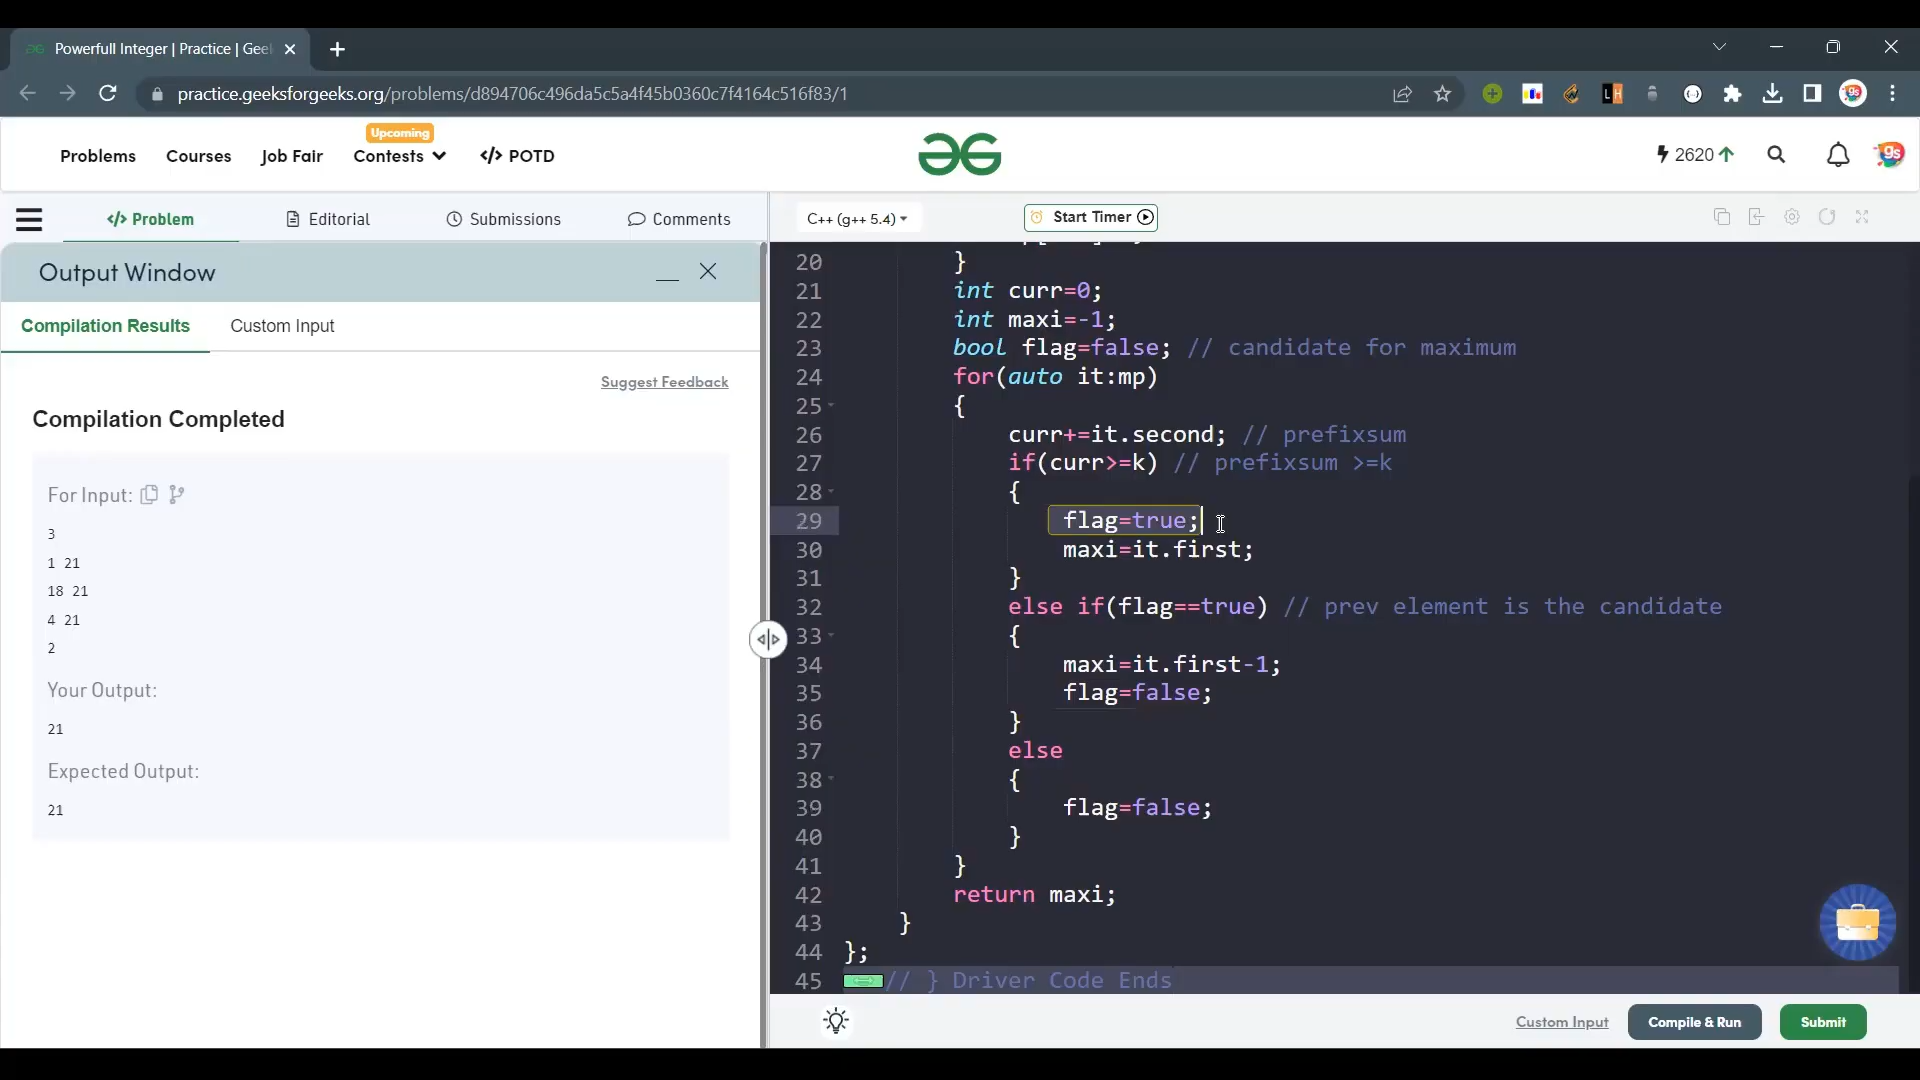 Powerfull Integer | Practice | Geek
practice.geeksforgeeks.org/problems/d894706c496da5c5a4f45b0360c7f4164c516f83/1
Upcoming
Problems Courses Job Fair Contests </> POTD
2620
gs
</> Problem Editorial Submissions Comments
C++ (g++ 5.4) Start Timer
Output Window
Compilation Results Custom Input
Suggest Feedback
Compilation Completed
For Input:
3
1 21
18 21
4 21
2
Your Output:
21
Expected Output:
21
20 }
21 int curr=0;
22 int maxi=-1;
23 bool flag=false; // candidate for maximum
24 for(auto it:mp)
25 {
26 curr+=it.second; // prefixsum
27 if(curr>=k) // prefixsum >=k
28 {
29 flag=true;
30 maxi=it.first;
31 }
32 else if(flag==true) // prev element is the candidate
33 {
34 maxi=it.first-1;
35 flag=false;
36 }
37 else
38 {
39 flag=false;
40 }
41 }
42 return maxi;
43 }
44 };
45 // } Driver Code Ends
Custom Input Compile & Run Submit